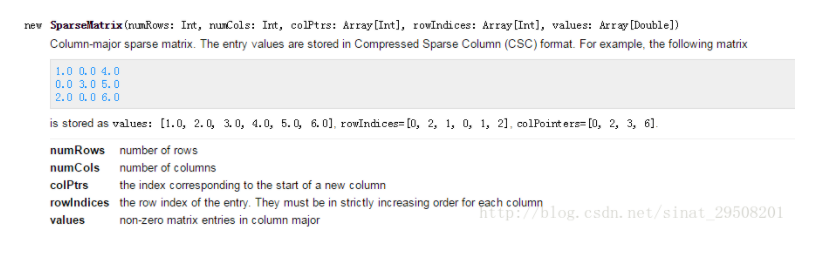 new SparseMatrix(numRows: Int, numCols: Int, colPtrs: Array[Int], rowIndices: Array[Int], values: Array[Double])
Column-major sparse matrix. The entry values are stored in Compressed Sparse Column (CSC) format. For example, the following matrix
1.0 0.0 4.0
0.0 3.0 5.0
2.0 0.0 6.0
is stored as values: [1.0, 2.0, 3.0, 4.0, 5.0, 6.0], rowIndices=[0, 2, 1, 0, 1, 2], colPointers=[0, 2, 3, 6].
numRows number of rows
numCols number of columns
colPtrs the index corresponding to the start of a new column
rowIndices the row index of the entry. They must be in strictly increasing order for each column
values non-zero matrix entries in column major
http://blog.csdn.net/sinat_29508201